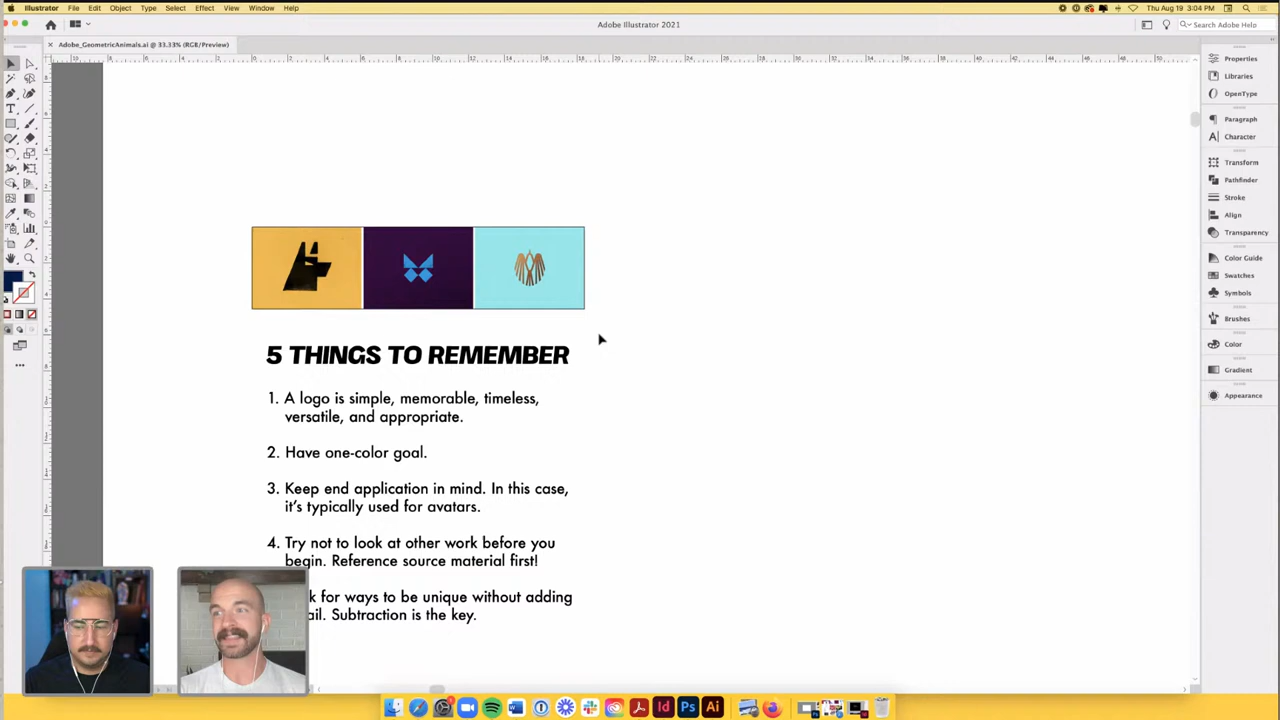 Illustrator File Edit Object Type Select Effect View Window Help
Thu Aug 19 3:04 PM
Adobe Illustrator 2021
Search Adobe Help
Adobe_GeometricAnimals.ai @ 33.33% (RGB/Preview)
Properties
Libraries
OpenType
Paragraph
Character
Transform
Pathfinder
Stroke
Align
Transparency
Color Guide
Swatches
Symbols
Brushes
Color
Gradient
Appearance
5 THINGS TO REMEMBER
1. A logo is simple, memorable, timeless,
versatile, and appropriate.
2. Have one-color goal.
3. Keep end application in mind. In this case,
it's typically used for avatars.
4. Try not to look at other work before you
begin. Reference source material first!
for ways to be unique without adding
Subtraction is the key.
Id Ps Ai